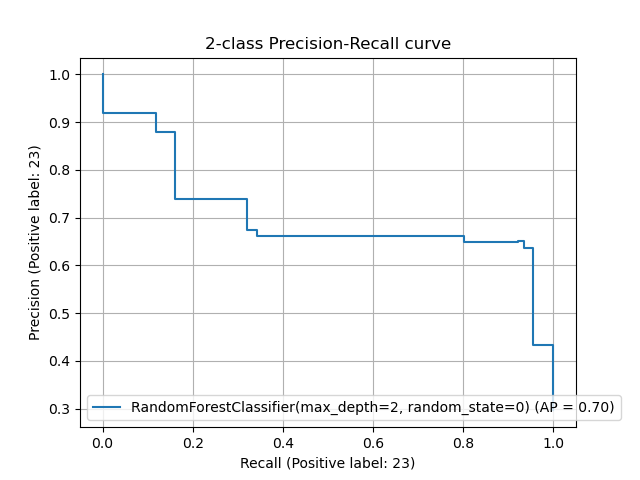 2-class Precision-Recall curve
1.0
0.9
0.8
0.7
0.6
0.5
0.4
0.3
Precision (Positive label: 23)
RandomForestClassifier(max_depth=2, random_state=0) (AP = 0.70)
0.0 0.2 0.4 0.6 0.8 1.0
Recall (Positive label: 23)